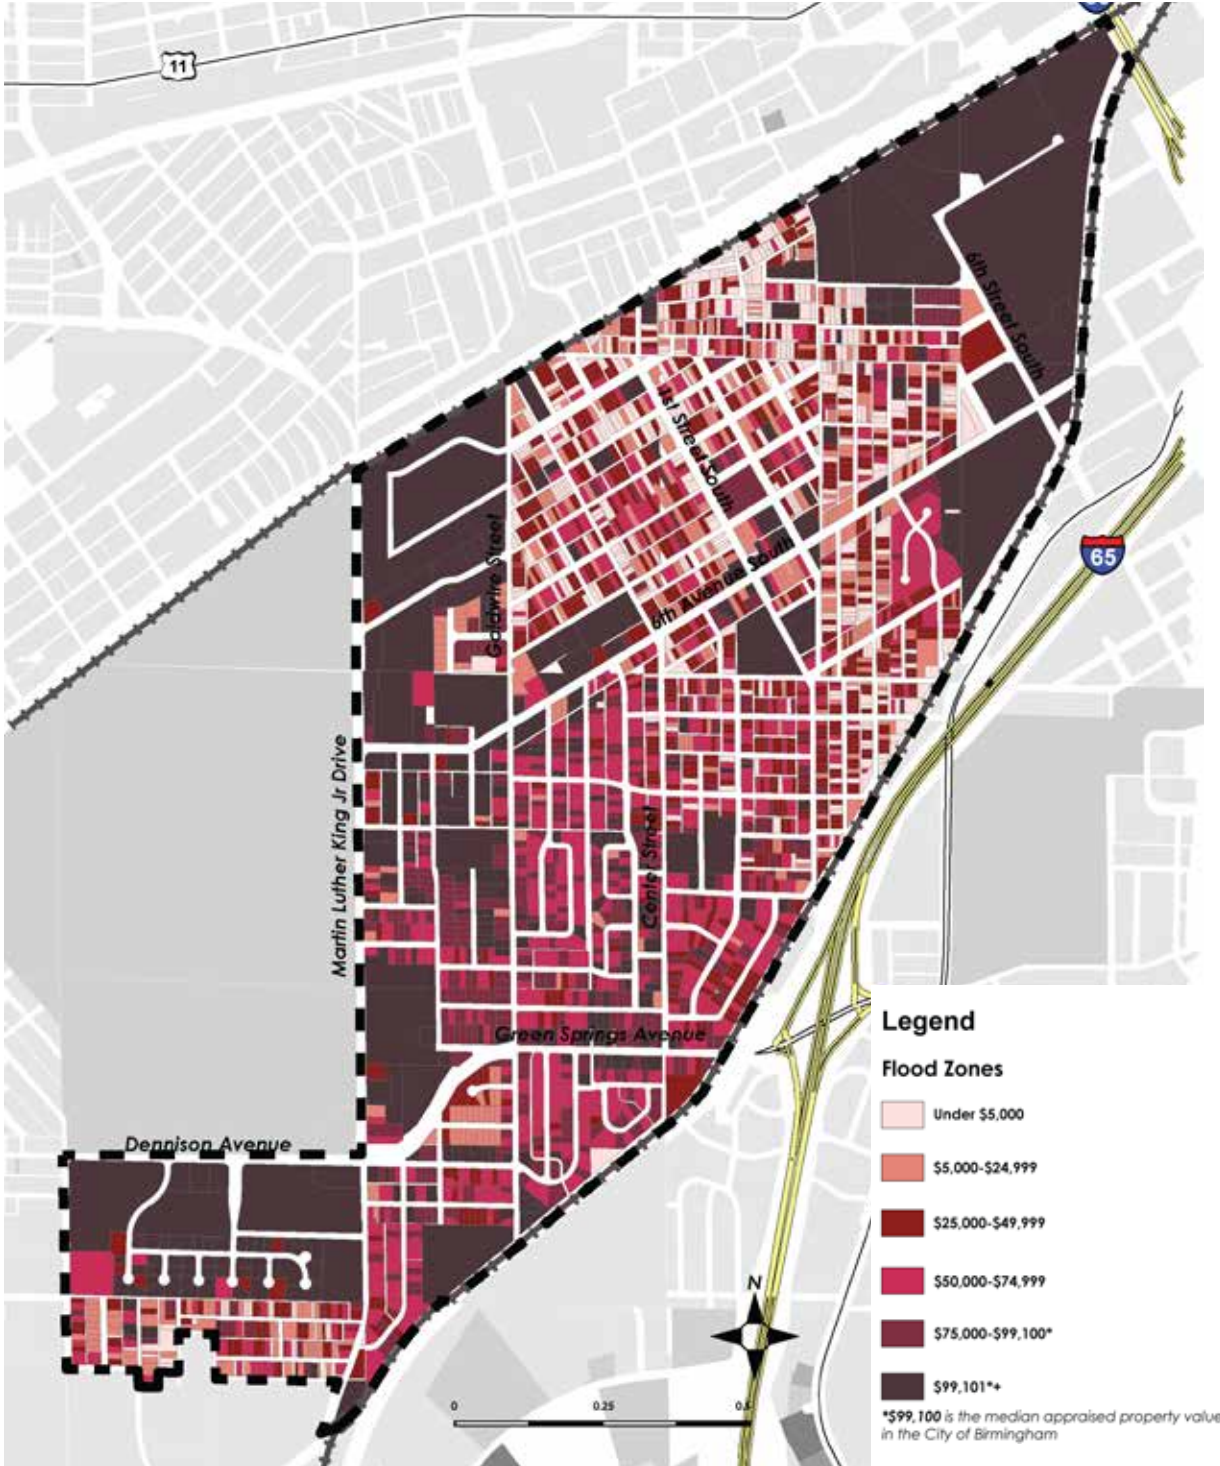 11
6th Street South
1st Street South
Goldwire Street
6th Avenue South
65
Martin Luther King Jr Drive
Center Street
Green Springs Avenue
Dennison Avenue
Legend
Flood Zones
Under $5,000
$5,000-$24,999
$25,000-$49,999
$50,000-$74,999
$75,000-$99,100*
$99,101*+
*$99,100 is the median appraised property value
in the City of Birmingham
N
0
0.25